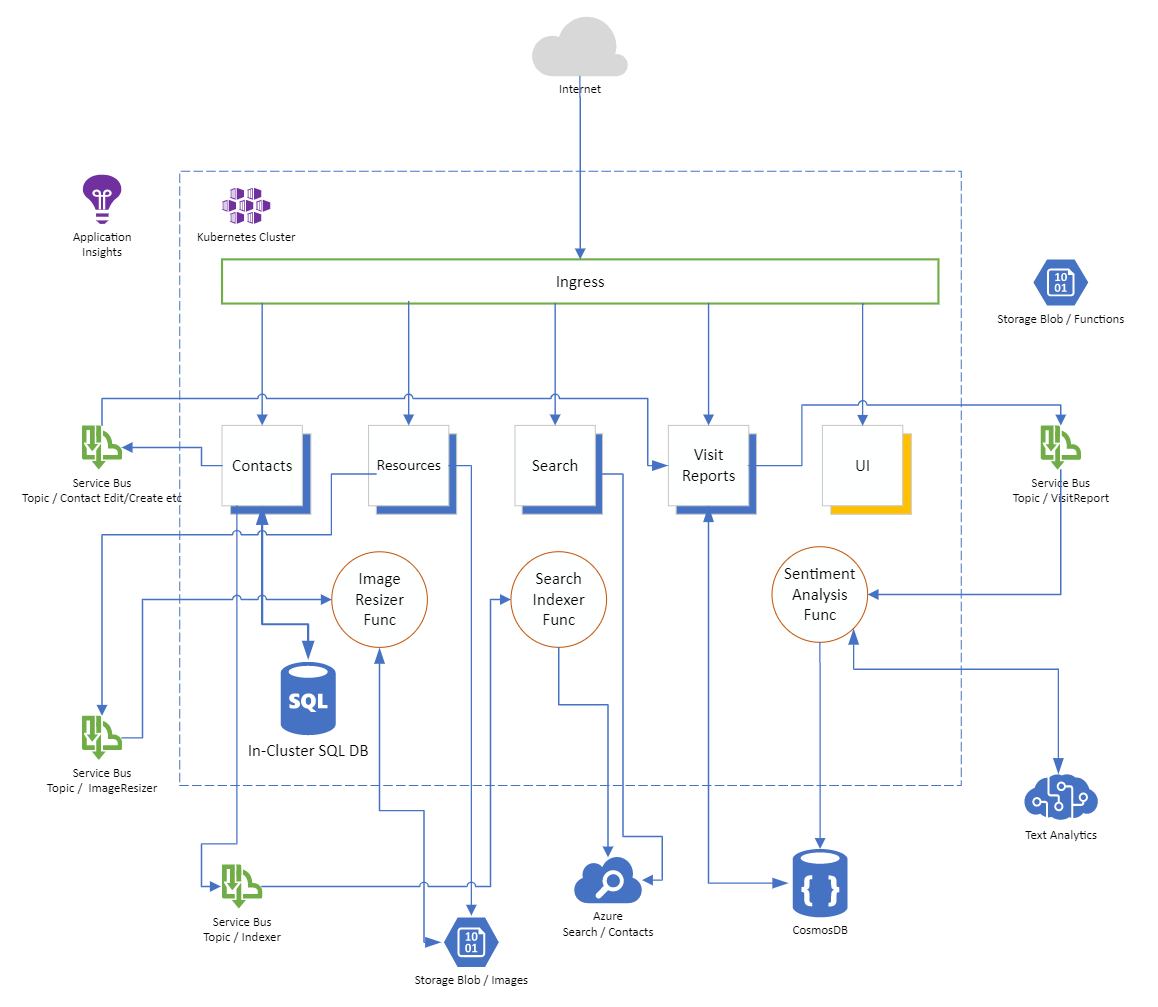 Internet
Application
Insights
Kubernetes Cluster
Ingress
10
01
Storage Blob / Functions
Contacts
Resources
Search
Visit
Reports
UI
Service Bus
Topic / Contact Edit/Create etc
Service Bus
Topic / VisitReport
Image
Resizer
Func
Search
Indexer
Func
Sentiment
Analysis
Func
SQL
In-Cluster SQL DB
Service Bus
Topic /  ImageResizer
Text Analytics
Service Bus
Topic / Indexer
10
01
Storage Blob / Images
Azure
Search / Contacts
{ }
CosmosDB